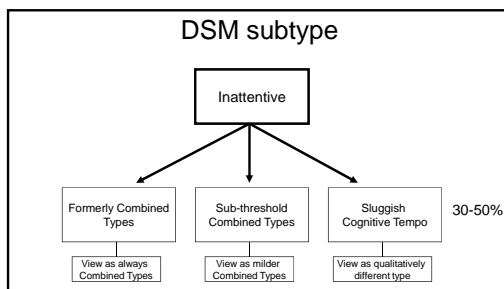 DSM subtype
Inattentive
Formerly Combined
Types
Sub-threshold
Combined Types
Sluggish
Cognitive Tempo
30-50%
View as always
Combined Types
View as milder
Combined Types
View as qualitatively
different type